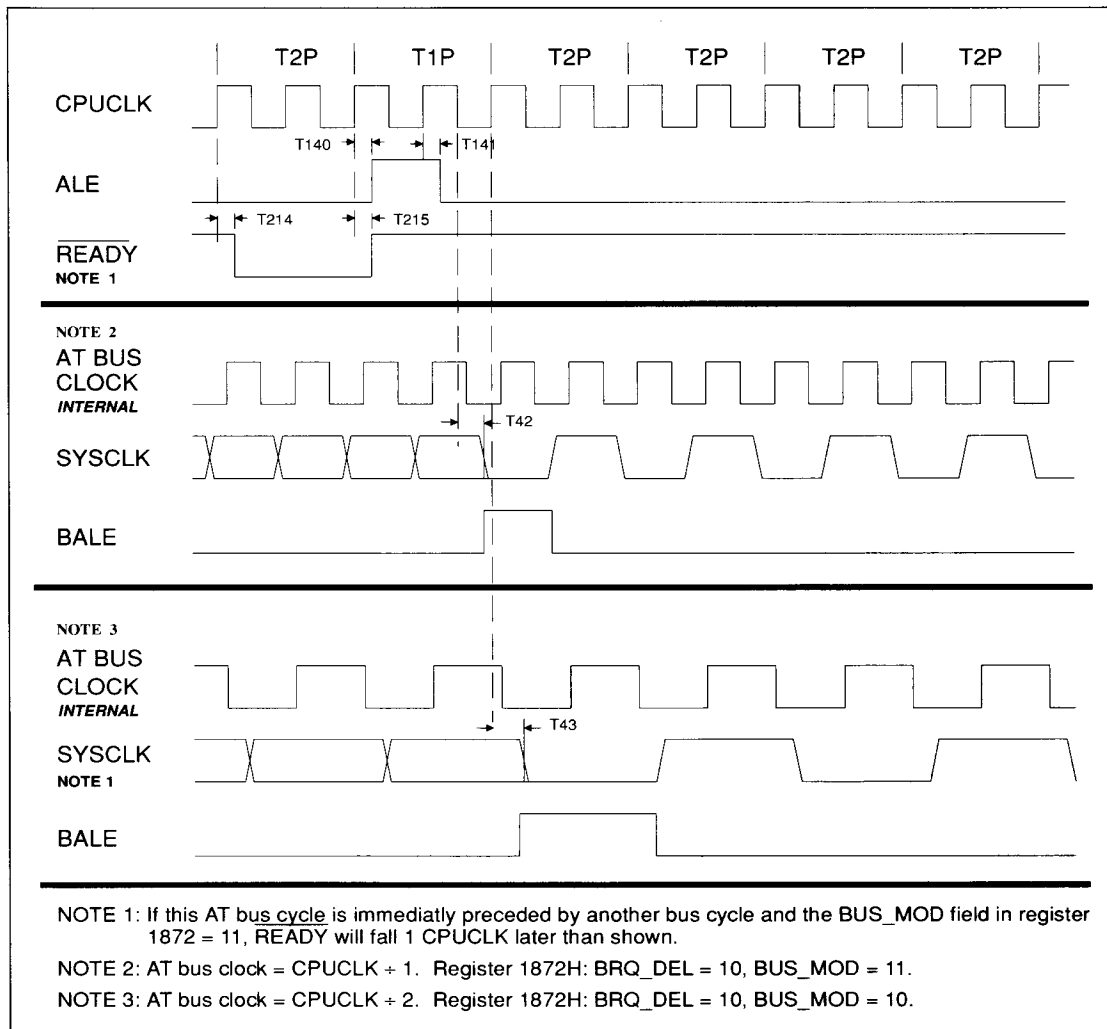 T2P T1P T2P T2P T2P T2P
CPUCLK
T140 T141
ALE
T214 T215
READY
NOTE 1
NOTE 2
AT BUS
CLOCK
INTERNAL
T42
SYSCLK
BALE
NOTE 3
AT BUS
CLOCK
INTERNAL
T43
SYSCLK
NOTE 1
BALE
NOTE 1: If this AT bus cycle is immediatly preceded by another bus cycle and the BUS_MOD field in register
1872 = 11, READY will fall 1 CPUCLK later than shown.
NOTE 2: AT bus clock = CPUCLK ÷ 1. Register 1872H: BRQ_DEL = 10, BUS_MOD = 11.
NOTE 3: AT bus clock = CPUCLK ÷ 2. Register 1872H: BRQ_DEL = 10, BUS_MOD = 10.